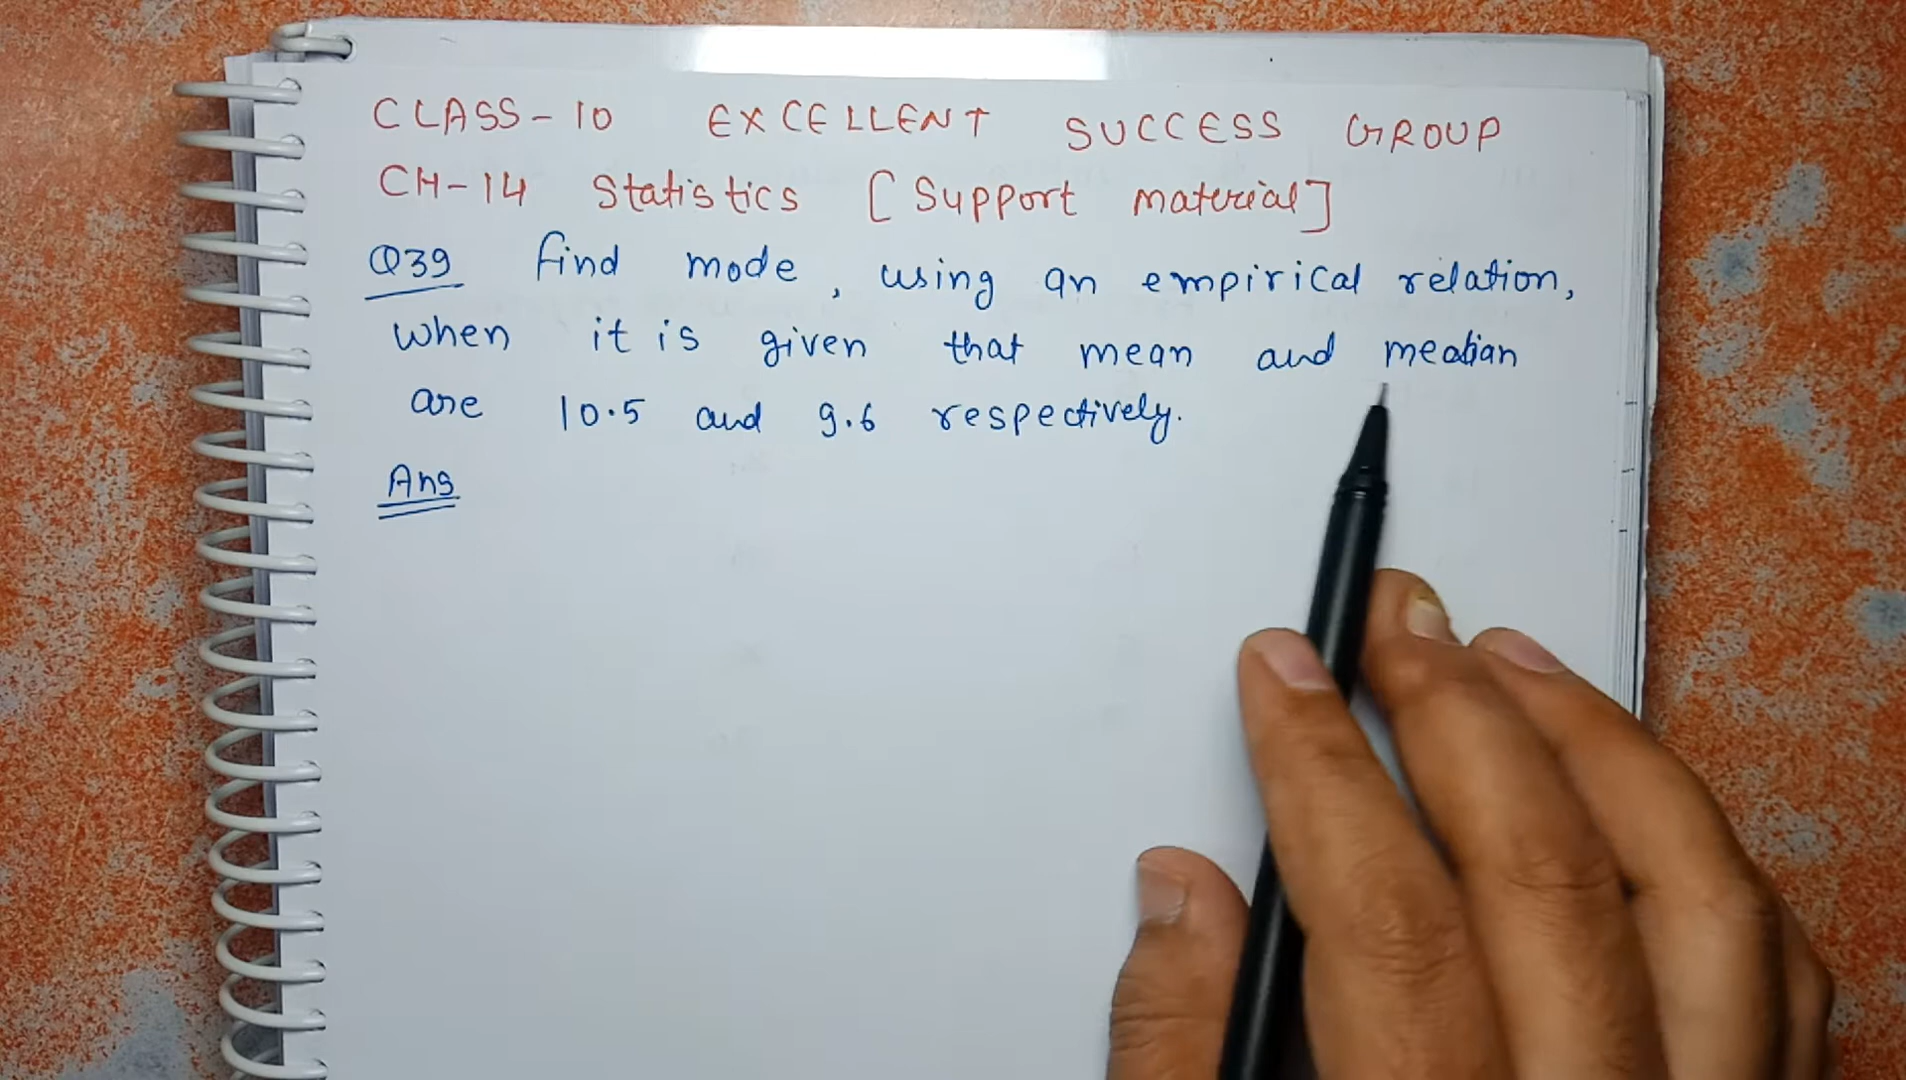 CLASS-10 EXCELLENT SUCCESS GROUP
CH-14 Statistics [Support material]
Q39 find mode, using an empirical relation,
when it is given that mean and median
are 10.5 and 9.6 respectively.
Ans